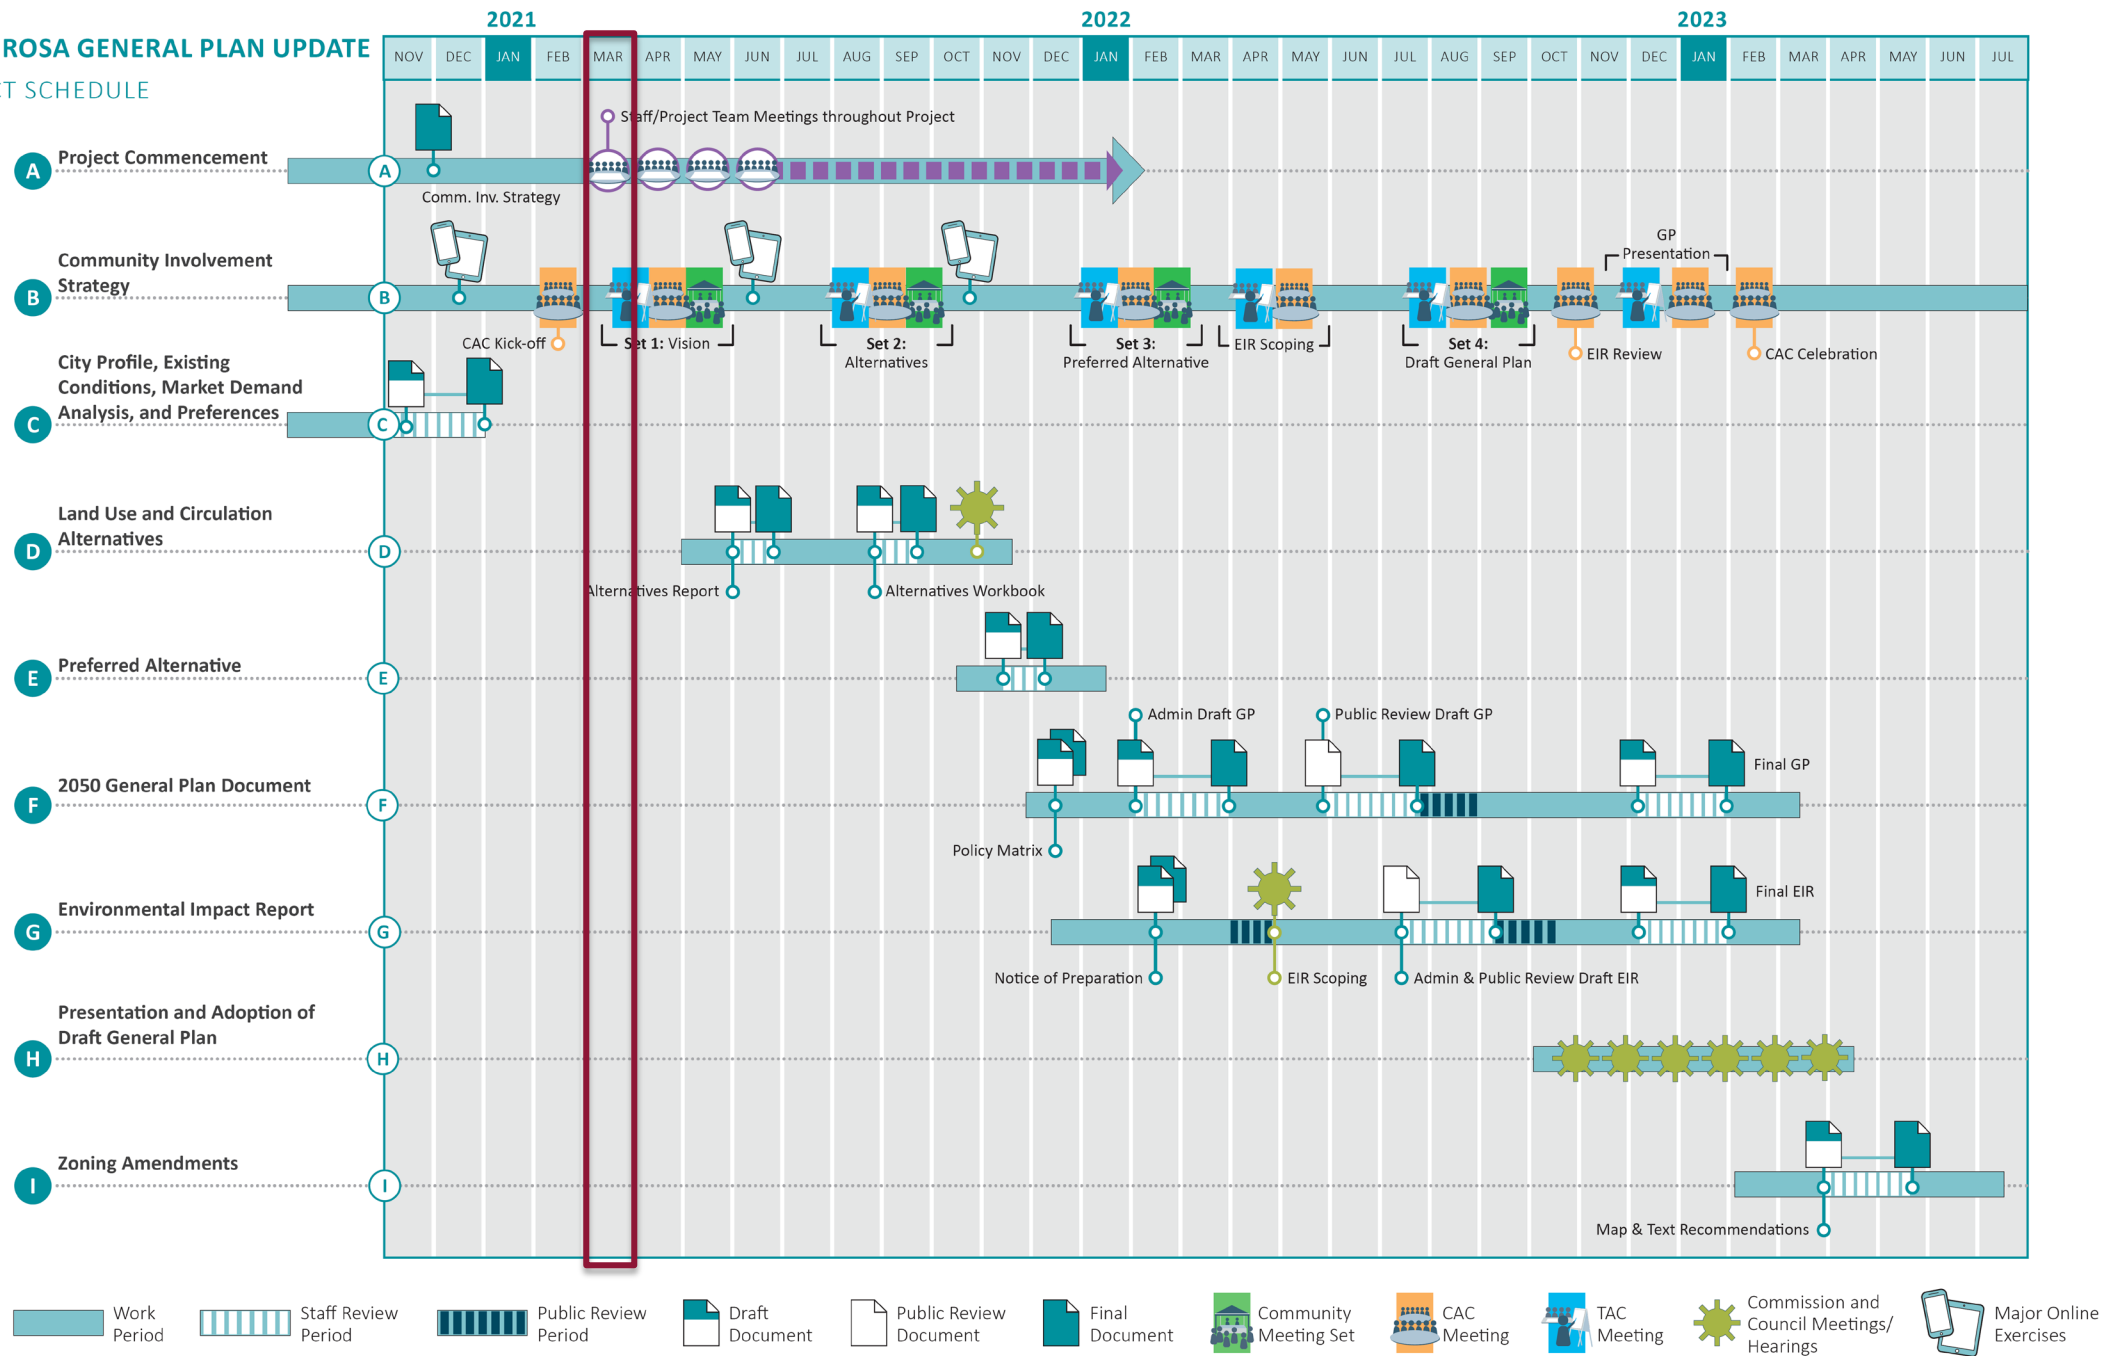 2021 2022 2023
ROSA GENERAL PLAN UPDATE
CT SCHEDULE
NOV DEC JAN FEB MAR APR MAY JUN JUL AUG SEP OCT NOV DEC JAN FEB MAR APR MAY JUN JUL AUG SEP OCT NOV DEC JAN FEB MAR APR MAY JUN JUL
Staff/Project Team Meetings throughout Project
A Project Commencement A
Comm. Inv. Strategy
Community Involvement
Strategy
B B
GP
Presentation
CAC Kick-off
Set 1: Vision
Set 2:
Alternatives
Set 3:
Preferred Alternative
EIR Scoping
Set 4:
Draft General Plan
EIR Review
CAC Celebration
City Profile, Existing
Conditions, Market Demand
Analysis, and Preferences
C C
Land Use and Circulation
Alternatives
D D
Alternatives Report
Alternatives Workbook
Preferred Alternative
E E
Admin Draft GP
Public Review Draft GP
2050 General Plan Document
Final GP
F F
Policy Matrix
Environmental Impact Report
Final EIR
G G
Notice of Preparation
EIR Scoping
Admin & Public Review Draft EIR
Presentation and Adoption of
Draft General Plan
H H
Zoning Amendments
I I
Map & Text Recommendations
Work
Period
Staff Review
Period
Public Review
Period
Draft
Document
Public Review
Document
Final
Document
Community
Meeting Set
CAC
Meeting
TAC
Meeting
Commission and
Council Meetings/
Hearings
Major Online
Exercises